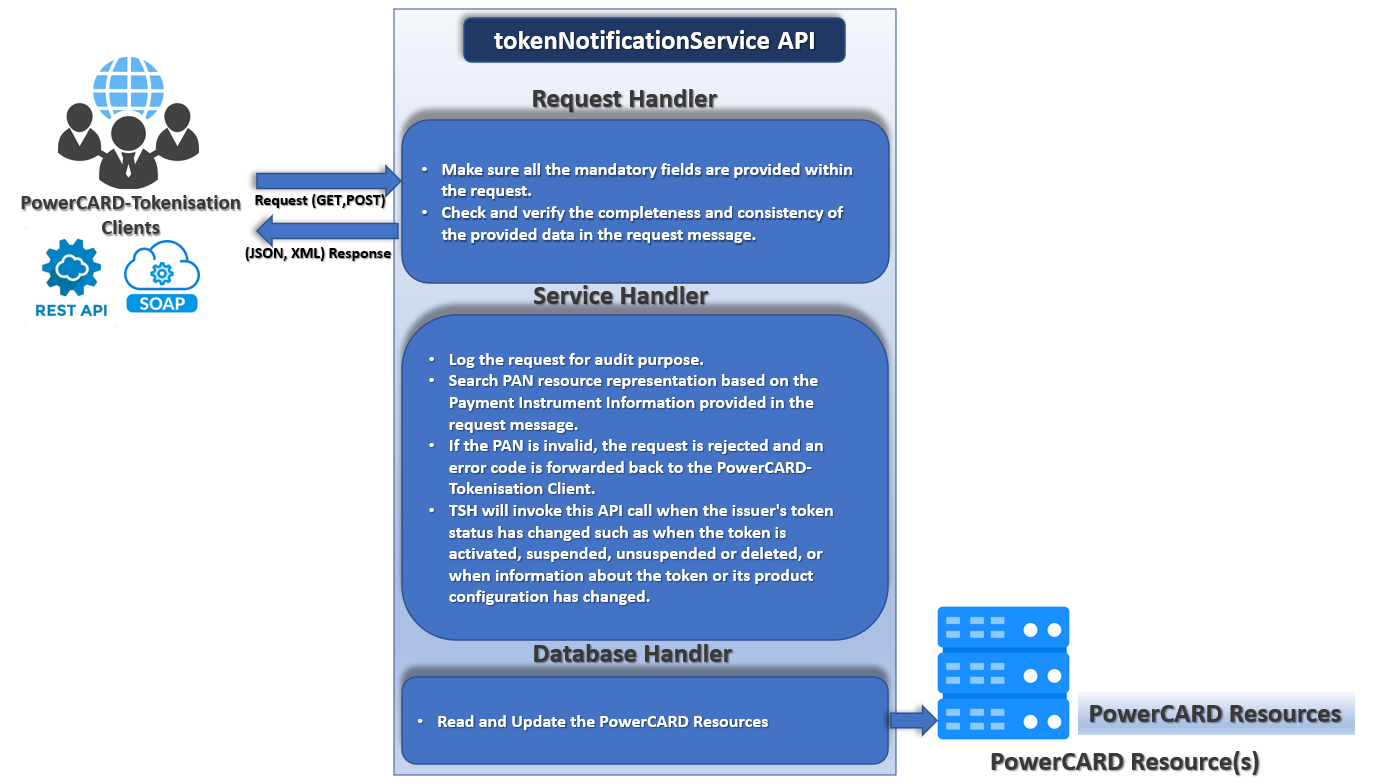 tokenNotificationService API
Request Handler
• Make sure all the mandatory fields are provided within
the request.
• Check and verify the completeness and consistency of
the provided data in the request message.
PowerCARD-Tokenisation
Clients
Request (GET,POST)
(JSON, XML) Response
REST API
SOAP
Service Handler
• Log the request for audit purpose.
• Search PAN resource representation based on the
Payment Instrument Information provided in the
request message.
• If the PAN is invalid, the request is rejected and an
error code is forwarded back to the PowerCARD-
Tokenisation Client.
• TSH will invoke this API call when the issuer's token
status has changed such as when the token is
activated, suspended, unsuspended or deleted, or
when information about the token or its product
configuration has changed.
Database Handler
• Read and Update the PowerCARD Resources
PowerCARD Resources
PowerCARD Resource(s)